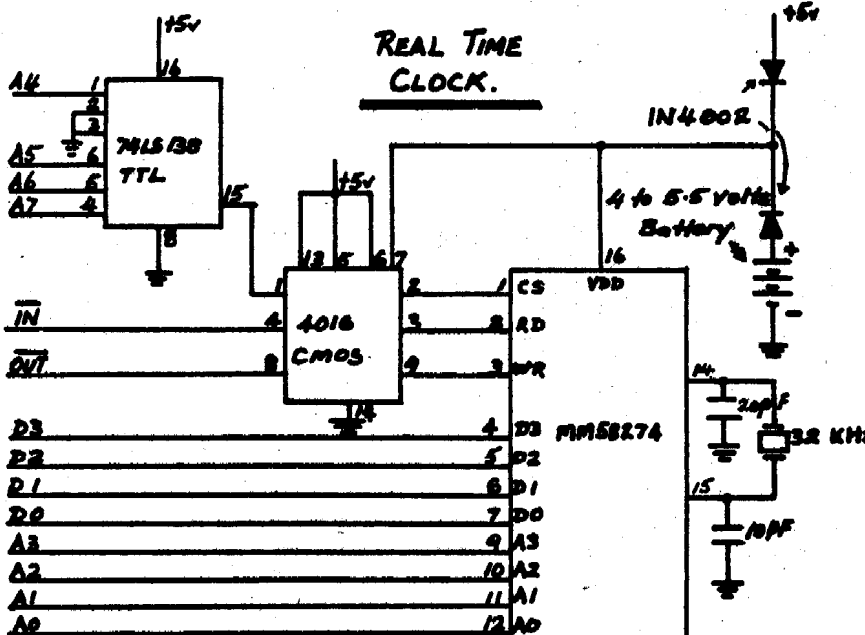 +5v
+5v
REAL TIME
CLOCK.
16
A4
1
2
3
74LS138
TTL
1N4002
A5
6
A6
5
A7
4
15
8
+5v
4 to 5.5 volts
Battery
+
-
13
5
6
7
16
VDD
1
4016
CMOS
2
1
CS
IN
4
3
2
RD
OUT
8
9
3
WR
14
14
20pF
32 KHz
MM58274
15
10pF
D3
4
D3
D2
5
D2
D1
6
D1
D0
7
D0
A3
9
A3
A2
10
A2
A1
11
A1
A0
12
A0